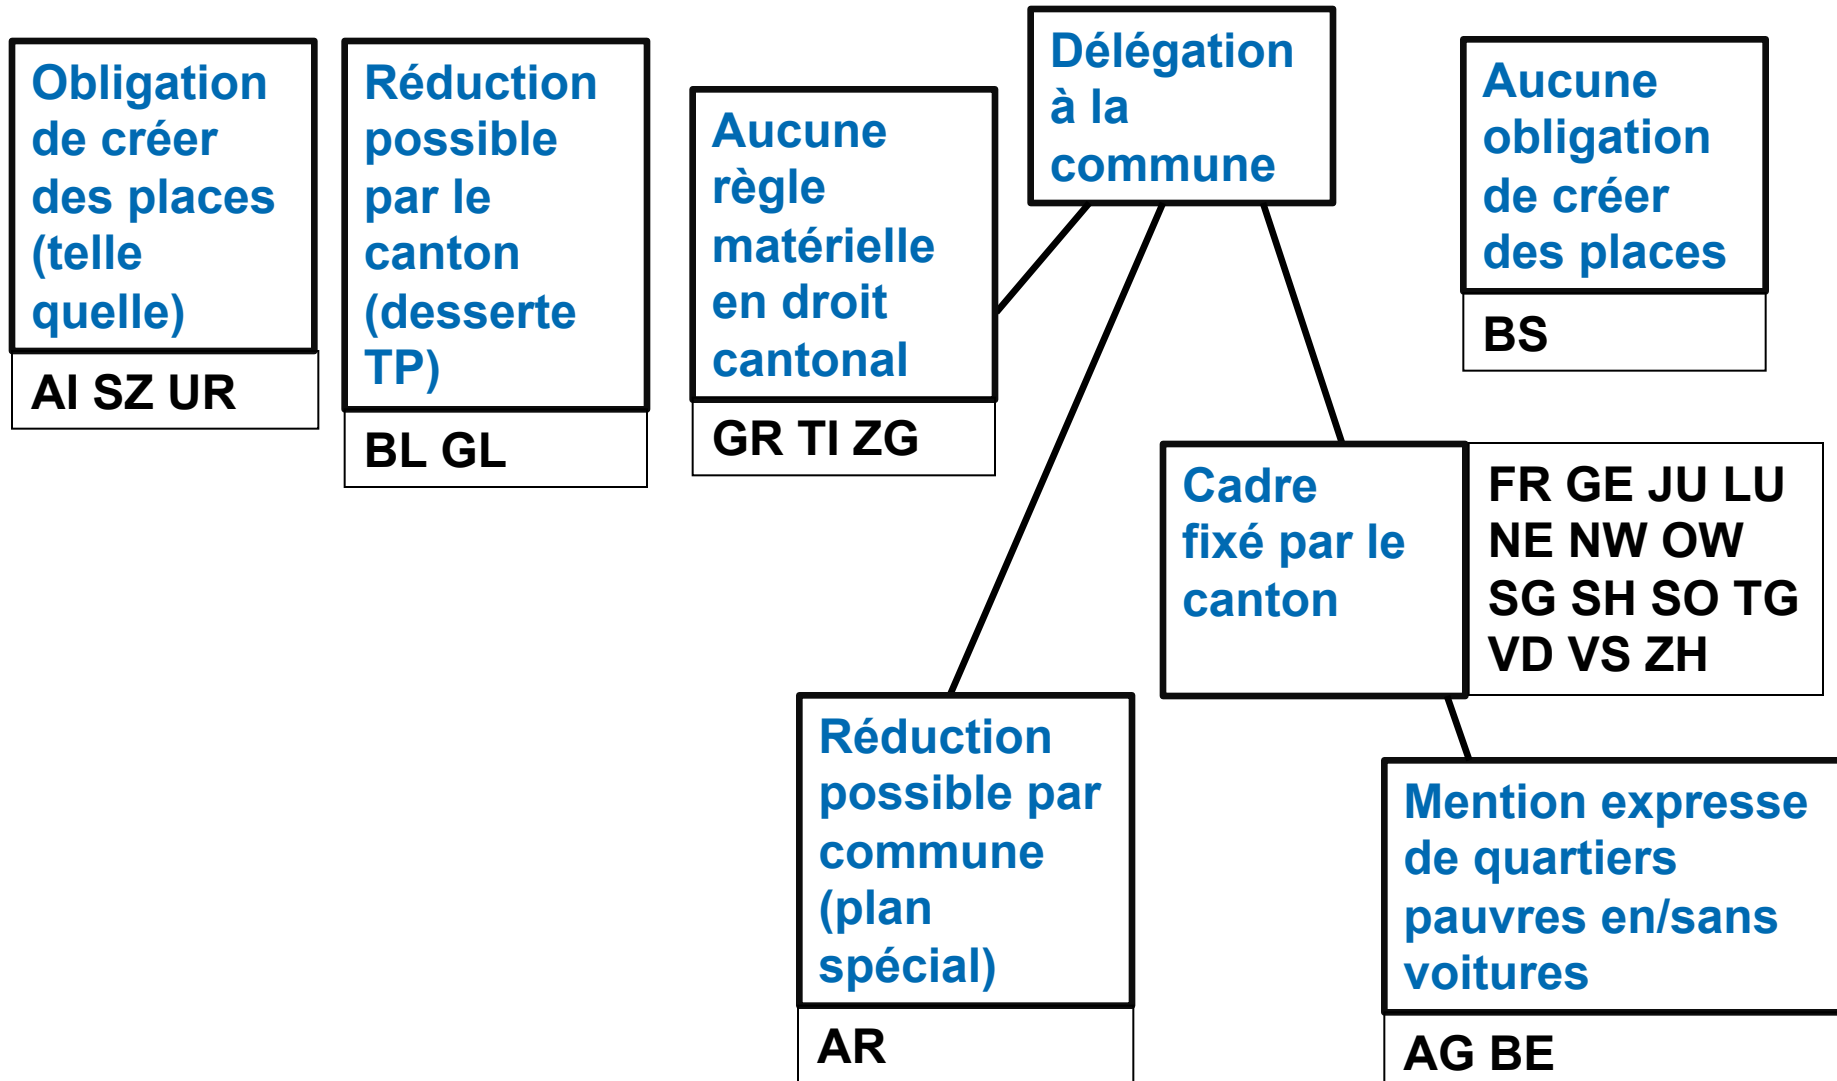 Obligation
de créer
des places
(telle
quelle)
AI SZ UR
Réduction
possible
par le
canton
(desserte
TP)
BL GL
Aucune
règle
matérielle
en droit
cantonal
GR TI ZG
Délégation
à la
commune
Aucune
obligation
de créer
des places
BS
Cadre
fixé par le
canton
FR GE JU LU
NE NW OW
SG SH SO TG
VD VS ZH
Réduction
possible par
commune
(plan
spécial)
AR
Mention expresse
de quartiers
pauvres en/sans
voitures
AG BE